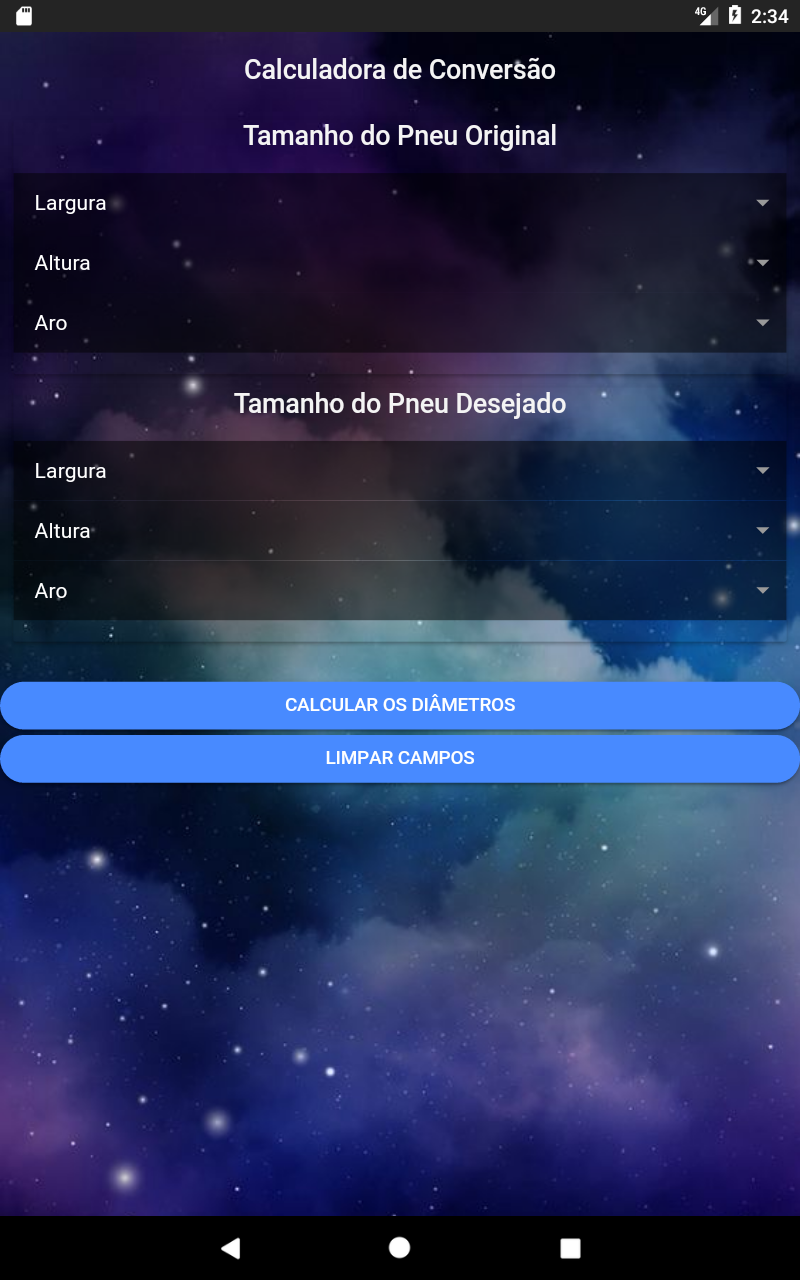 4G 2:34
Calculadora de Conversão
Tamanho do Pneu Original
Largura
Altura
Aro
Tamanho do Pneu Desejado
Largura
Altura
Aro
CALCULAR OS DIÂMETROS
LIMPAR CAMPOS